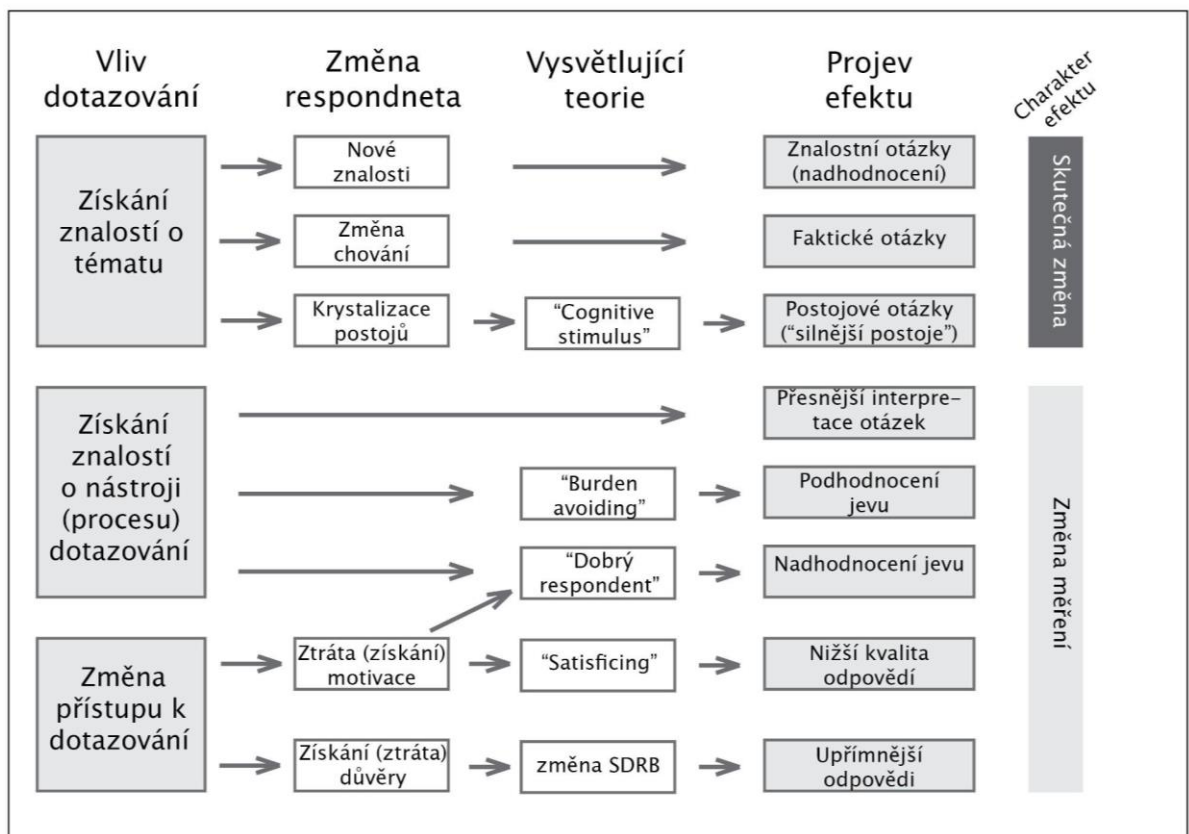 Vliv
dotazování
Změna
respondneta
Vysvětlující
teorie
Projev
efektu
Charakter
efektu
Získání
znalostí o
tématu
Nové
znalosti
Znalostní otázky
(nadhodnocení)
Změna
chování
Faktické otázky
Krystalizace
postojů
“Cognitive
stimulus”
Postojové otázky
(“silnější postoje”)
Skutečná změna
Získání
znalostí
o nástroji
(procesu)
dotazování
Přesnější interpre-
tace otázek
“Burden
avoiding”
Podhodnocení
jevu
“Dobrý
respondent”
Nadhodnocení jevu
Změna
přístupu k
dotazování
Ztráta (získání)
motivace
“Satisficing”
Nižší kvalita
odpovědí
Získání (ztráta)
důvěry
změna SDRB
Upřímnější
odpovědi
Změna měření